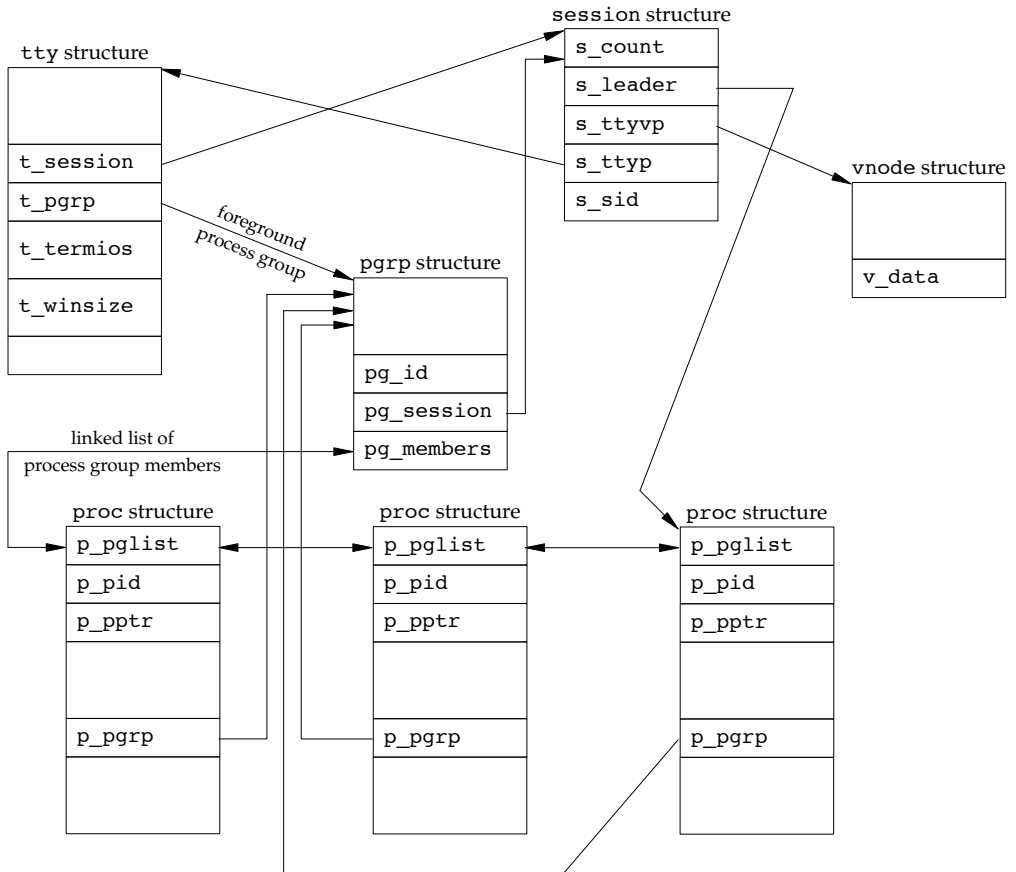 session structure
s_count
s_leader
s_ttyvp
s_ttyp
s_sid
tty structure
t_session
t_pgrp
t_termios
t_winsize
vnode structure
v_data
foreground
process group
pgrp structure
pg_id
pg_session
pg_members
linked list of
process group members
proc structure
p_pglist
p_pid
p_pptr
p_pgrp
proc structure
p_pglist
p_pid
p_pptr
p_pgrp
proc structure
p_pglist
p_pid
p_pptr
p_pgrp